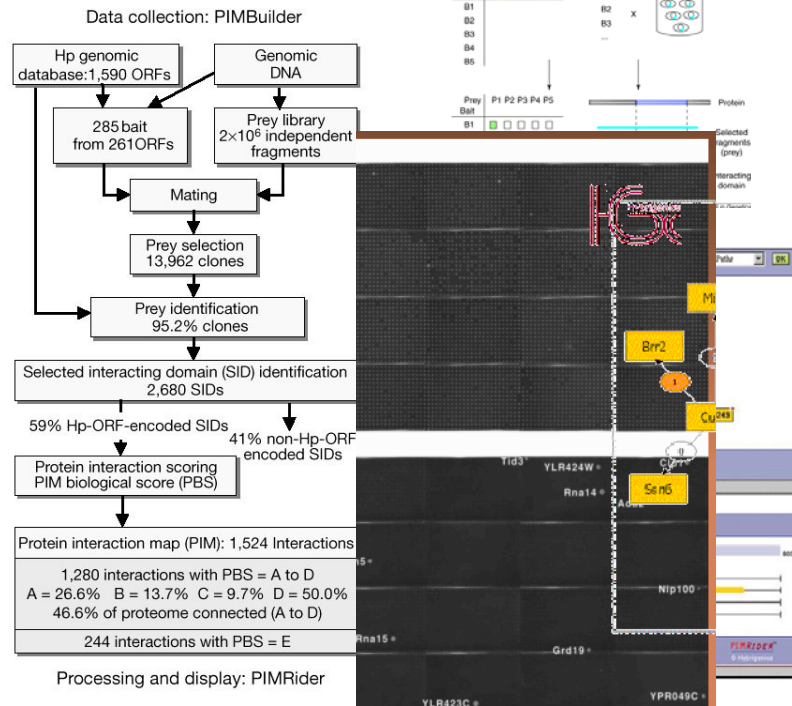 Data collection: PIMBuilder
Hp genomic
database:1,590 ORFs
Genomic
DNA
285 bait
from 261ORFs
Prey library
2×10⁶ independent
fragments
Mating
Prey selection
13,962 clones
Prey identification
95.2% clones
Selected interacting domain (SID) identification
2,680 SIDs
59% Hp-ORF-encoded SIDs
41% non-Hp-ORF
encoded SIDs
Protein interaction scoring
PIM biological score (PBS)
Protein interaction map (PIM): 1,524 Interactions
1,280 interactions with PBS = A to D
A = 26.6% B = 13.7% C = 9.7% D = 50.0%
46.6% of proteome connected (A to D)
244 interactions with PBS = E
Processing and display: PIMRider
B1
B2
B3
B4
B5
B2
B3
...
X
Prey P1 P2 P3 P4 P5
Bait
B1
Protein
Selected
fragments
(prey)
interacting
domain
OK
Brr2
1
0
Ssm6
Tid3
YLR424W
Rna14
Nlp100
Rna15
Grd19
YLR423C
YPR049C
PIMRIDER
© Hybrigenics